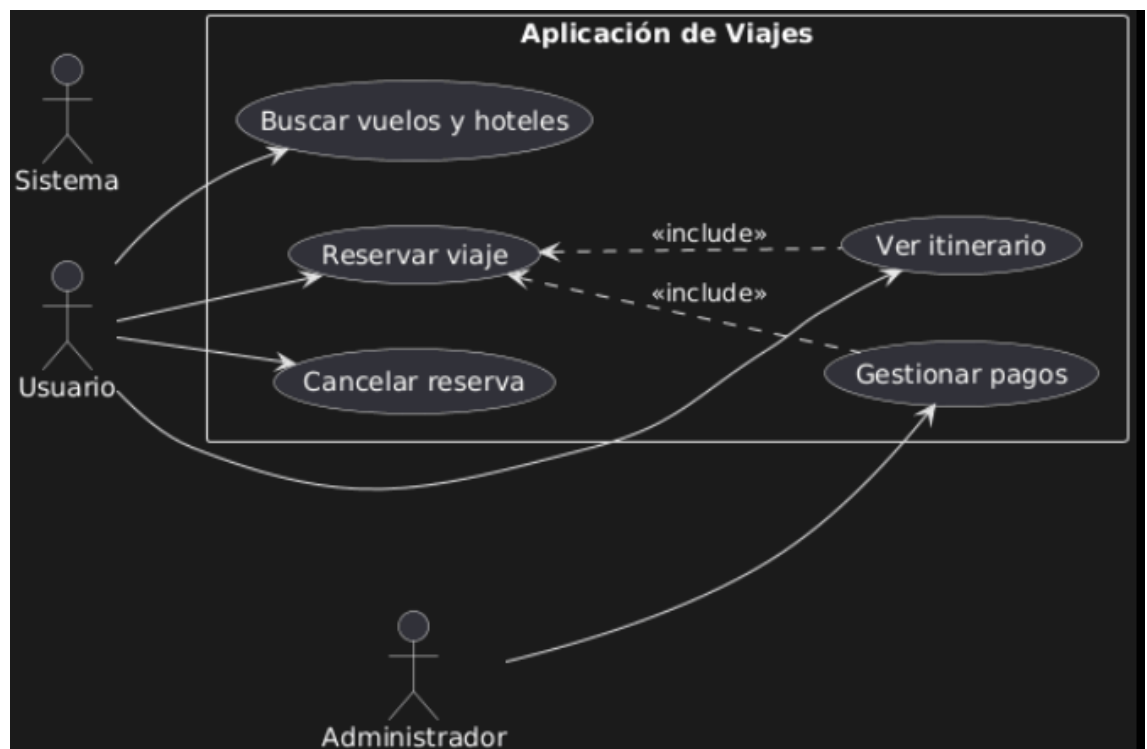 Aplicación de Viajes
Sistema
Buscar vuelos y hoteles
«include»
Reservar viaje
Ver itinerario
«include»
Usuario
Cancelar reserva
Gestionar pagos
Administrador